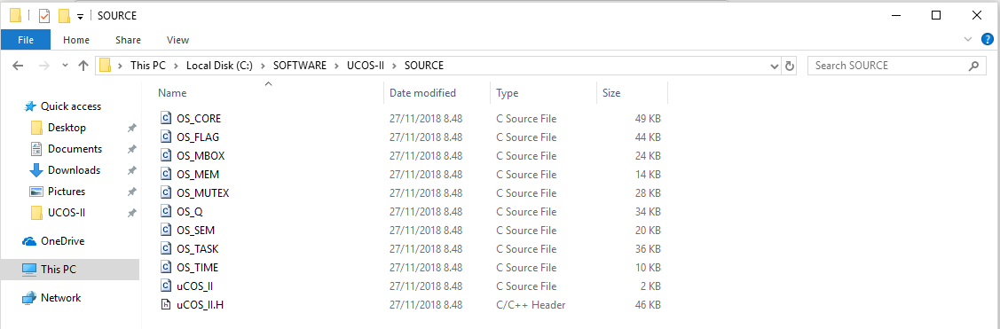 SOURCE
File Home Share View
This PC Local Disk (C:) SOFTWARE UCOS-II SOURCE Search SOURCE
Name Date modified Type Size
Quick access
Desktop
Documents
Downloads
Pictures
UCOS-II
OneDrive
This PC
Network
OS_CORE 27/11/2018 8.48 C Source File 49 KB
OS_FLAG 27/11/2018 8.48 C Source File 44 KB
OS_MBOX 27/11/2018 8.48 C Source File 24 KB
OS_MEM 27/11/2018 8.48 C Source File 14 KB
OS_MUTEX 27/11/2018 8.48 C Source File 28 KB
OS_Q 27/11/2018 8.48 C Source File 34 KB
OS_SEM 27/11/2018 8.48 C Source File 20 KB
OS_TASK 27/11/2018 8.48 C Source File 36 KB
OS_TIME 27/11/2018 8.48 C Source File 10 KB
uCOS_II 27/11/2018 8.48 C Source File 2 KB
uCOS_II.H 27/11/2018 8.48 C/C++ Header 46 KB